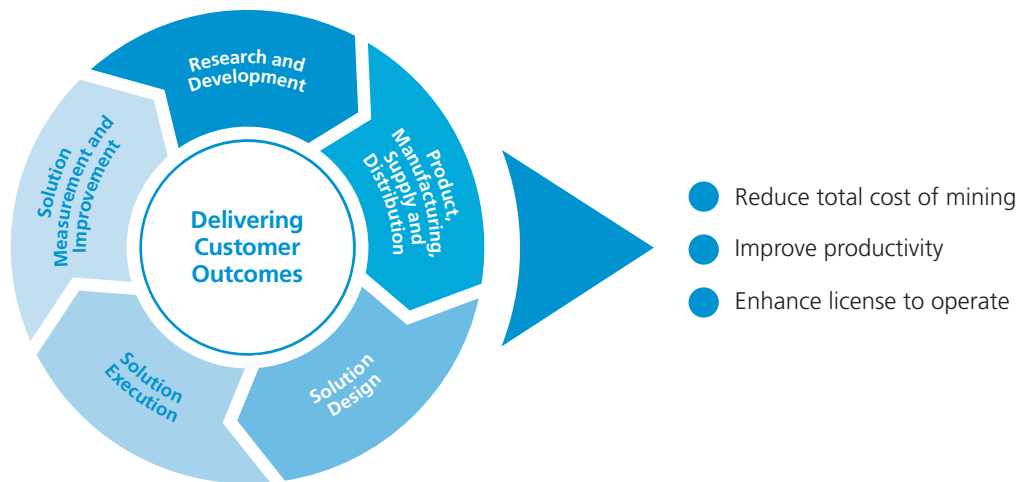 Research and
Development
Product,
Manufacturing,
Supply and
Distribution
Solution
Design
Solution
Execution
Solution
Measurement and
Improvement
Delivering
Customer
Outcomes
Reduce total cost of mining
Improve productivity
Enhance license to operate